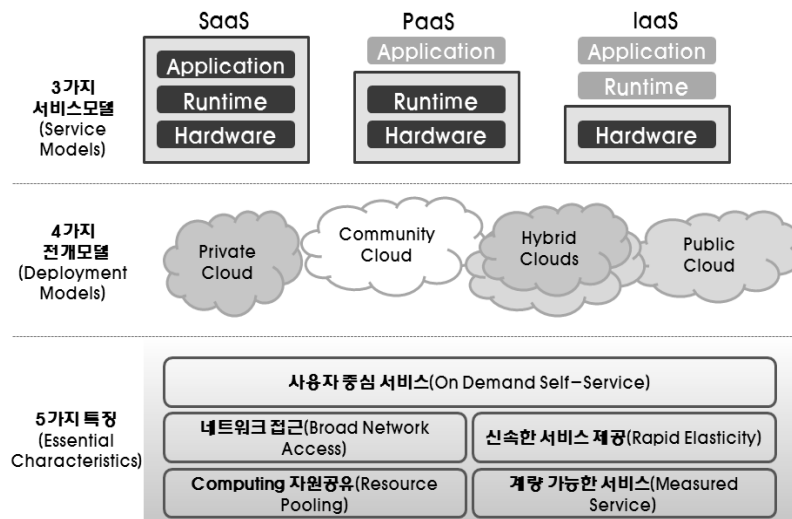 SaaS
PaaS
IaaS
3가지
서비스모델
(Service
Models)
Application
Runtime
Hardware
Application
Runtime
Hardware
Application
Runtime
Hardware
4가지
전개모델
(Deployment
Models)
Private
Cloud
Community
Cloud
Hybrid
Clouds
Public
Cloud
5가지 특징
(Essential
Characteristics)
사용자 중심 서비스(On Demand Self-Service)
네트워크 접근(Broad Network
Access)
신속한 서비스 제공(Rapid Elasticity)
Computing 자원공유(Resource
Pooling)
계량 가능한 서비스(Measured
Service)